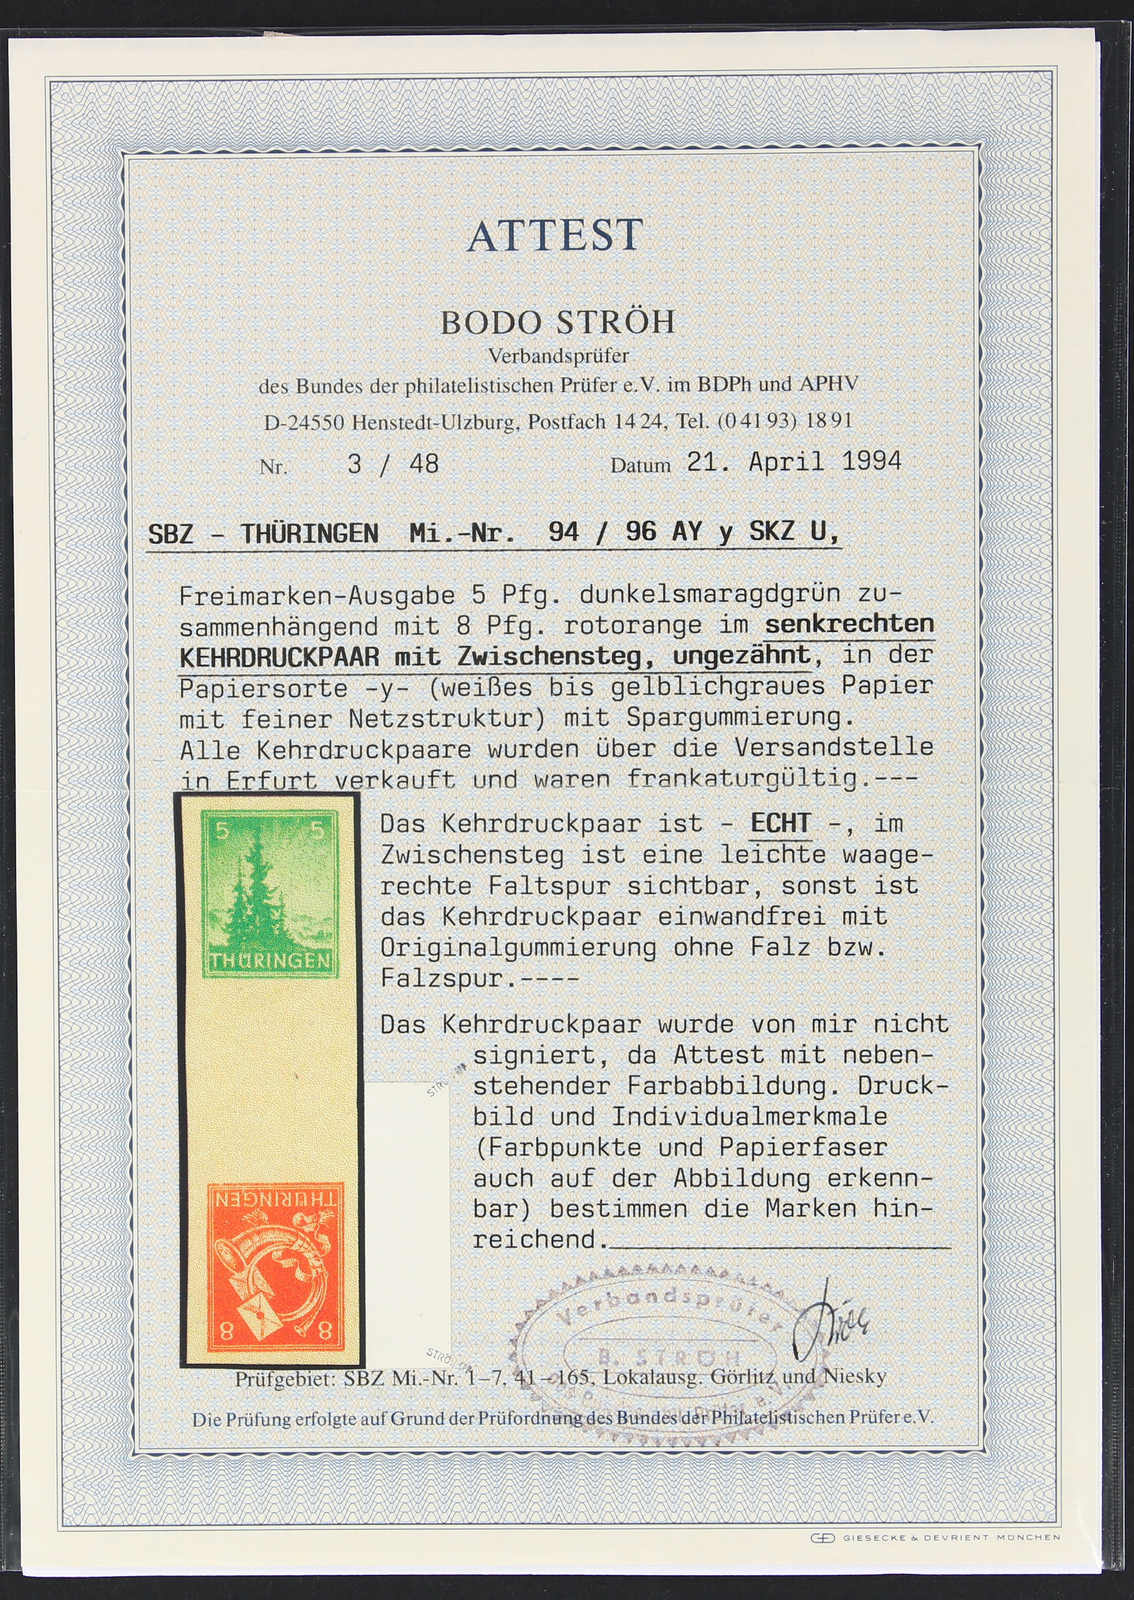 ATTEST
BODO STRÖH
Verbandsprüfer
des Bundes der philatelistischen Prüfer e.V. im BDPh und APHV
D-24550 Henstedt-Ulzburg, Postfach 14 24, Tel. (0 41 93) 18 91
Nr. 3 / 48 Datum 21. April 1994
SBZ - THÜRINGEN Mi.-Nr. 94 / 96 AY y SKZ U,
Freimarken-Ausgabe 5 Pfg. dunkelsmaragdgrün zu-
sammenhängend mit 8 Pfg. rotorange im senkrechten
KEHRDRUCKPAAR mit Zwischensteg, ungezähnt, in der
Papiersorte -y- (weißes bis gelblichgraues Papier
mit feiner Netzstruktur) mit Spargummierung.
Alle Kehrdruckpaare wurden über die Versandstelle
in Erfurt verkauft und waren frankaturgültig.---
5 5
THÜRINGEN
Das Kehrdruckpaar ist - ECHT -, im
Zwischensteg ist eine leichte waage-
rechte Faltspur sichtbar, sonst ist
das Kehrdruckpaar einwandfrei mit
Originalgummierung ohne Falz bzw.
Falzspur.----
Das Kehrdruckpaar wurde von mir nicht
signiert, da Attest mit neben-
stehender Farbabbildung. Druck-
bild und Individualmerkmale
(Farbpunkte und Papierfaser
auch auf der Abbildung erkenn-
bar) bestimmen die Marken hin-
reichend.
THÜRINGEN
8 8
Verbandsprüfer
B. STRÖH
Prüfgebiet: SBZ Mi.-Nr. 1–7, 41–165, Lokalausg. Görlitz und Niesky
Die Prüfung erfolgte auf Grund der Prüfordnung des Bundes der Philatelistischen Prüfer e.V.
GIESECKE & DEVRIENT MÜNCHEN